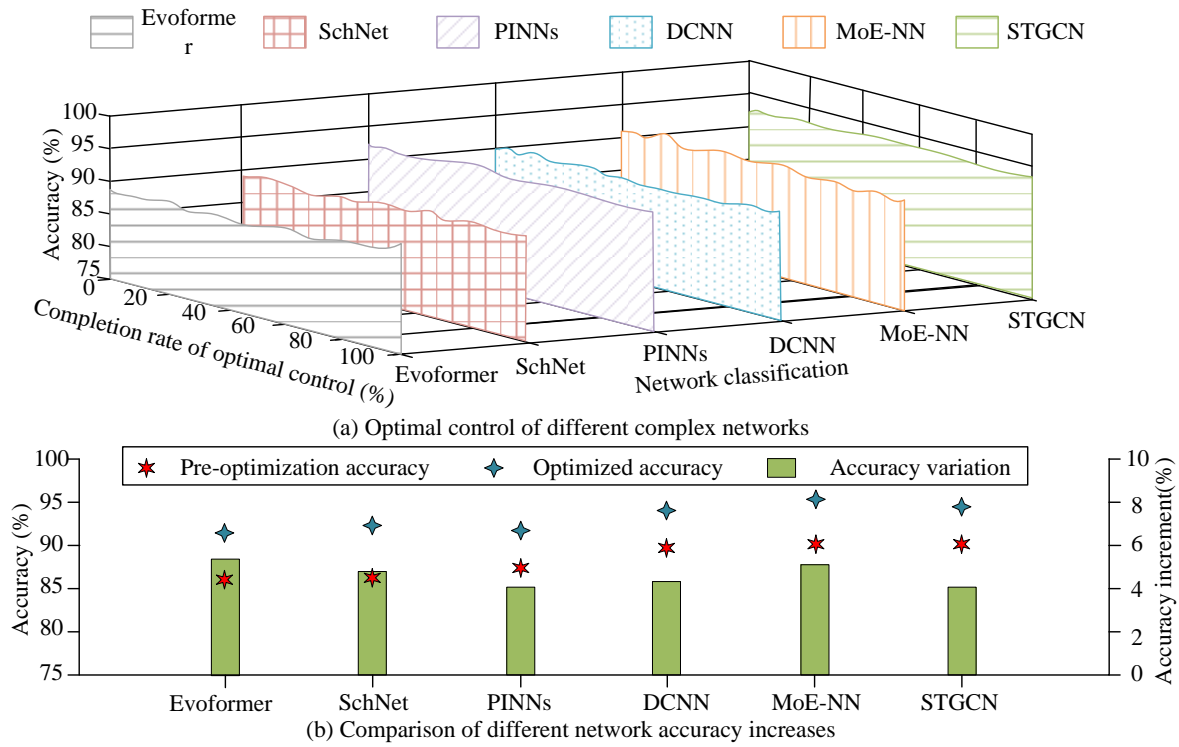 Evoforme
r
SchNet
PINNs
DCNN
MoE-NN
STGCN
Accuracy (%)
100
95
90
85
80
75
0
20
40
60
80
100
Completion rate of optimal control (%)
Evoformer
SchNet
PINNs
DCNN
MoE-NN
STGCN
Network classification
(a) Optimal control of different complex networks
Pre-optimization accuracy
Optimized accuracy
Accuracy variation
Accuracy (%)
100
95
90
85
80
75
10
8
6
4
2
0
Accuracy increment(%)
Evoformer
SchNet
PINNs
DCNN
MoE-NN
STGCN
(b) Comparison of different network accuracy increases